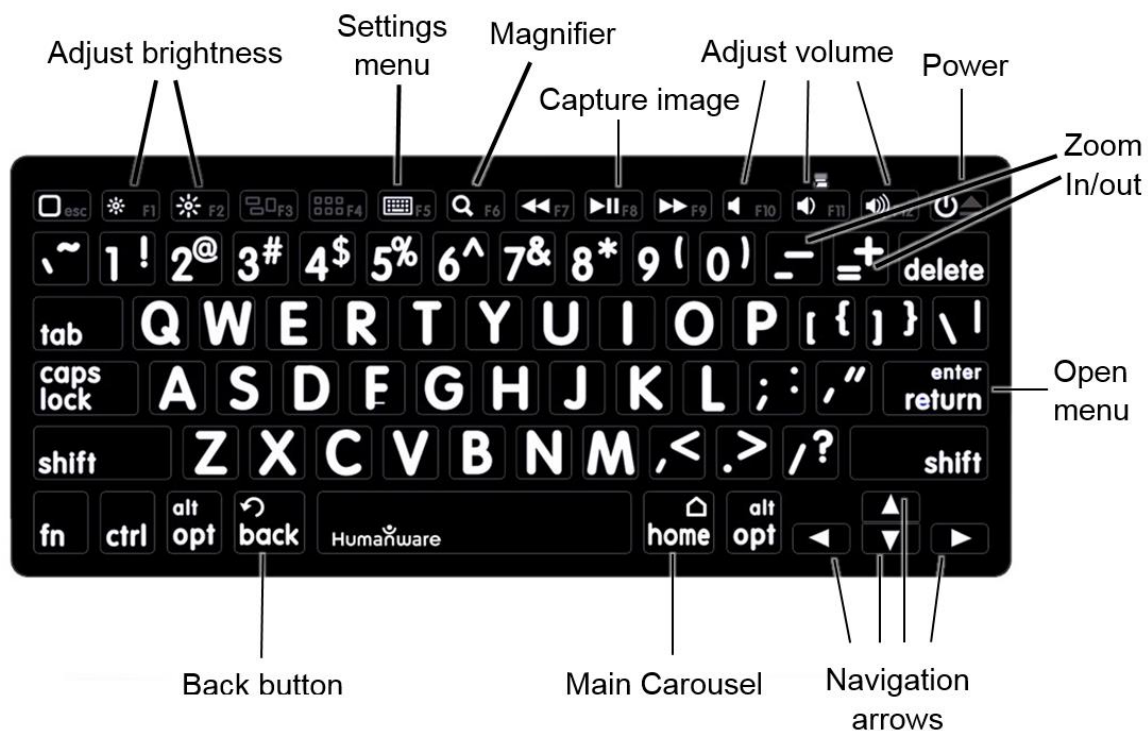 Adjust brightness
Settings
menu
Magnifier
Capture image
Adjust volume
Power
Zoom
In/out
esc F1 F2 F3 F4 F5 F6 F7 F8 F9 F10 F11 F12
` ~ 1 ! 2 @ 3 # 4 $ 5 % 6 ^ 7 & 8 * 9 ( 0 ) _ - = + delete
tab Q W E R T Y U I O P [ { ] } \ |
caps lock A S D F G H J K L ; : , " enter return
Open
menu
shift Z X C V B N M , < . > / ? shift
fn ctrl alt opt back HumanWare home alt opt
Back button
Main Carousel
Navigation
arrows